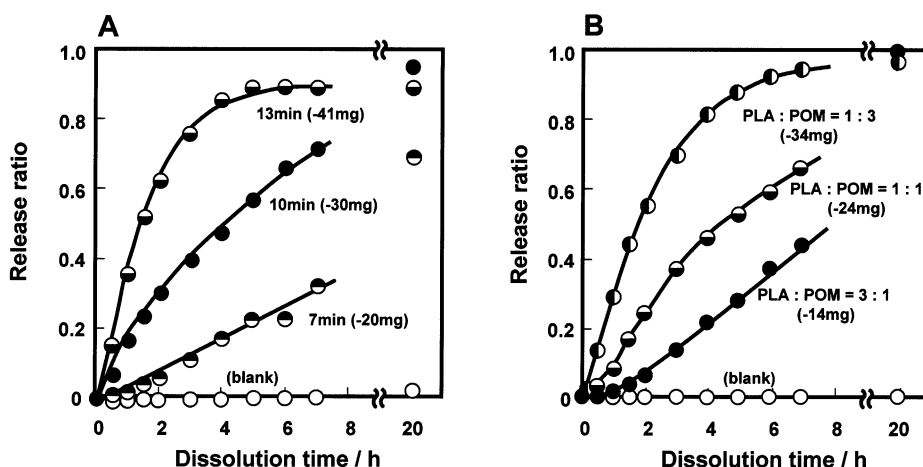 A
1.0
0.8
0.6
0.4
0.2
0
Release ratio
13min (-41mg)
10min (-30mg)
7min (-20mg)
(blank)
0 2 4 6 8 20
Dissolution time / h
B
1.0
0.8
0.6
0.4
0.2
0
Release ratio
PLA : POM = 1 : 3
(-34mg)
PLA : POM = 1 : 1
(-24mg)
PLA : POM = 3 : 1
(-14mg)
(blank)
0 2 4 6 8 20
Dissolution time / h